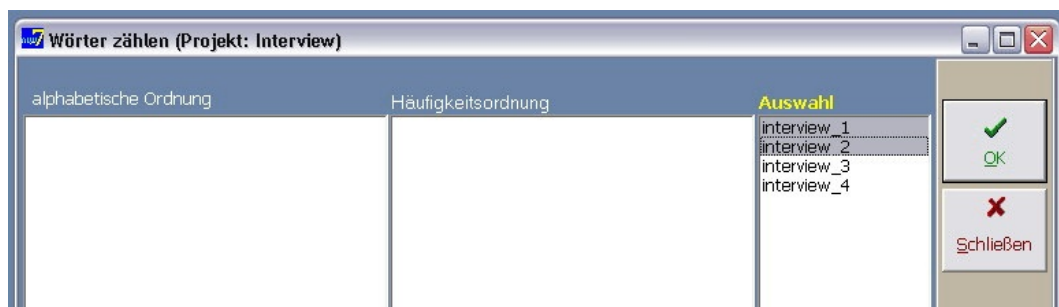 Wörter zählen (Projekt: Interview)
alphabetische Ordnung
Häufigkeitsordnung
Auswahl
interview_1
interview_2
interview_3
interview_4
OK
Schließen